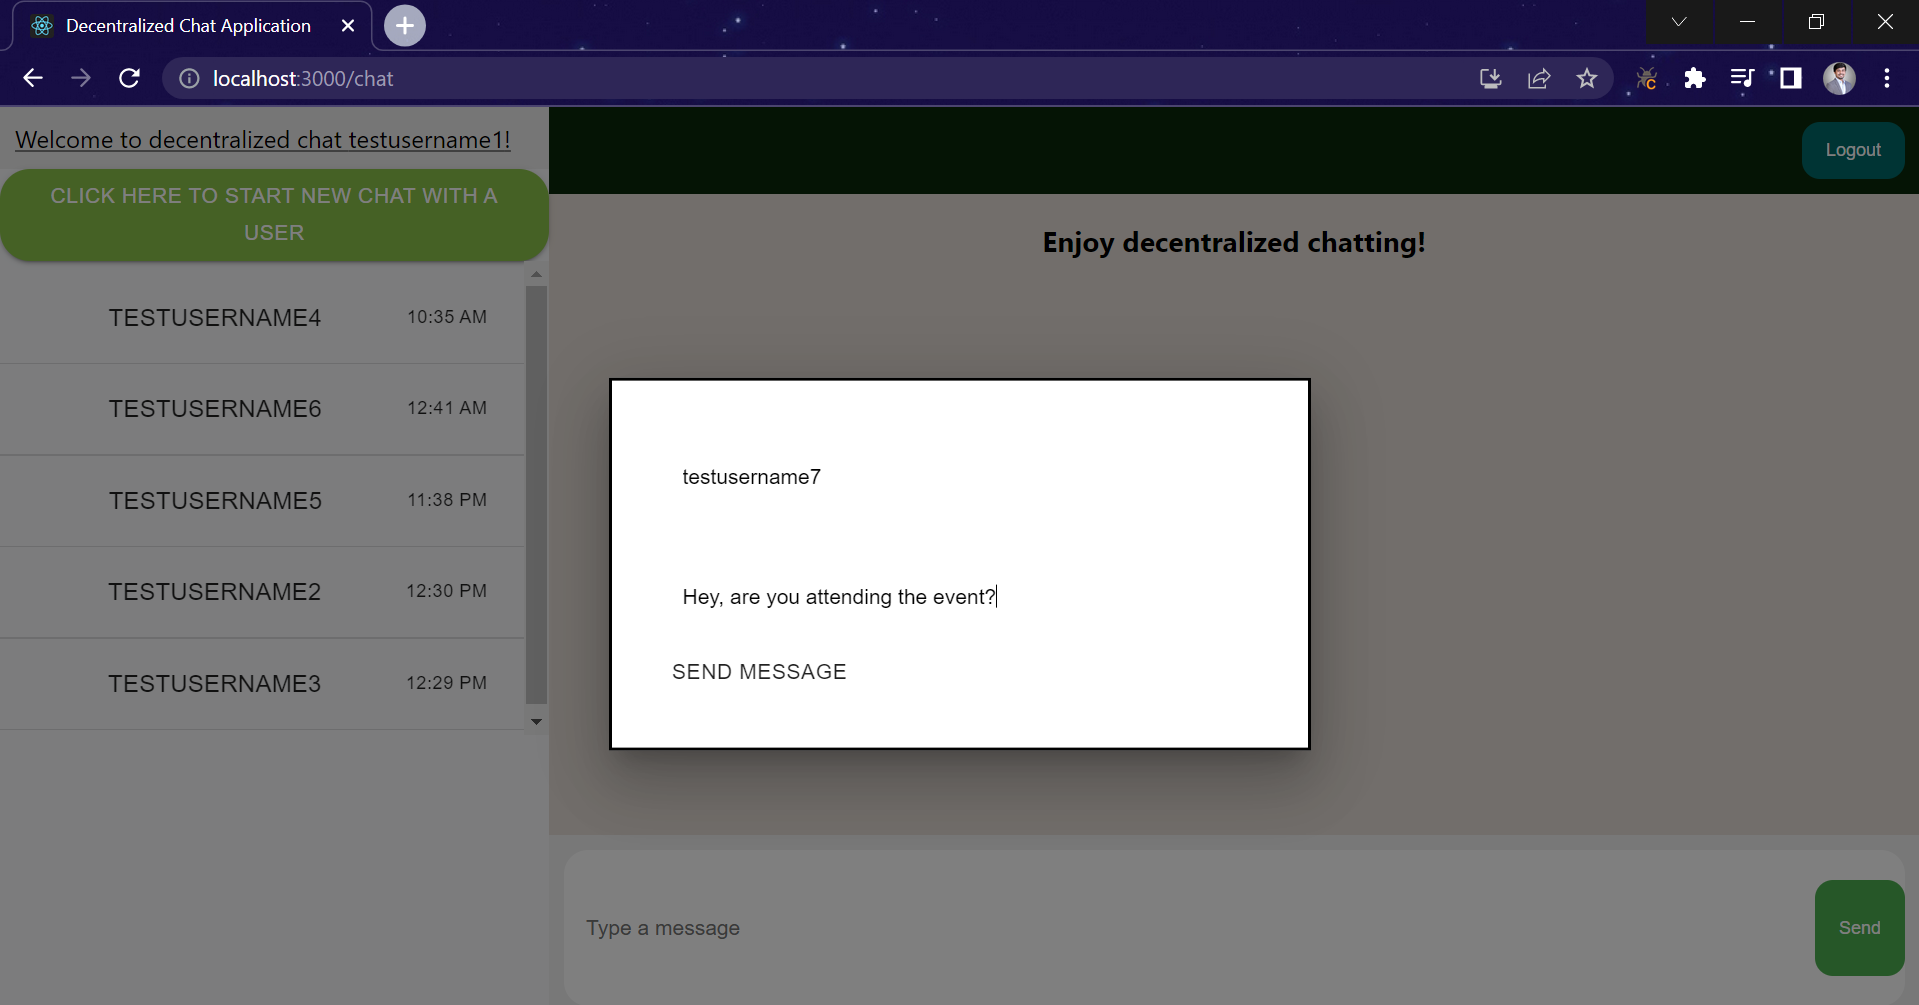 Decentralized Chat Application
localhost:3000/chat
Welcome to decentralized chat testusername1!
Logout
CLICK HERE TO START NEW CHAT WITH A
USER
Enjoy decentralized chatting!
TESTUSERNAME4 10:35 AM
TESTUSERNAME6 12:41 AM
TESTUSERNAME5 11:38 PM
TESTUSERNAME2 12:30 PM
TESTUSERNAME3 12:29 PM
testusername7
Hey, are you attending the event?
SEND MESSAGE
Type a message
Send